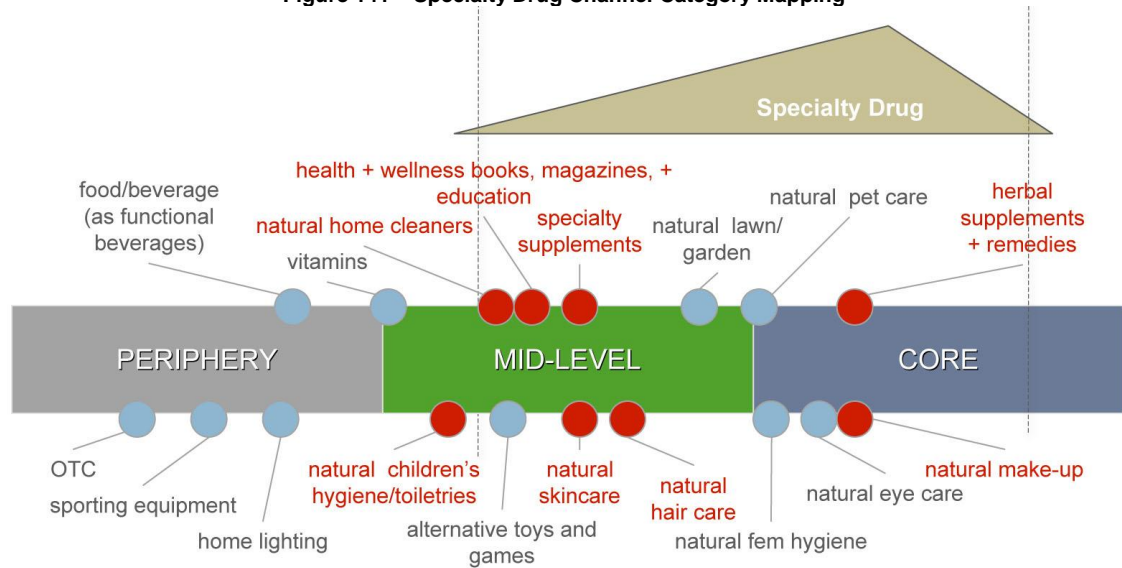 Specialty Drug Channel Category Mapping
Specialty Drug
health + wellness books, magazines, +
education
food/beverage
(as functional
beverages)
natural home cleaners
vitamins
specialty
supplements
natural lawn/
garden
natural pet care
herbal
supplements
+ remedies
PERIPHERY
MID-LEVEL
CORE
OTC
sporting equipment
home lighting
natural children's
hygiene/toiletries
alternative toys and
games
natural
skincare
natural
hair care
natural fem hygiene
natural eye care
natural make-up